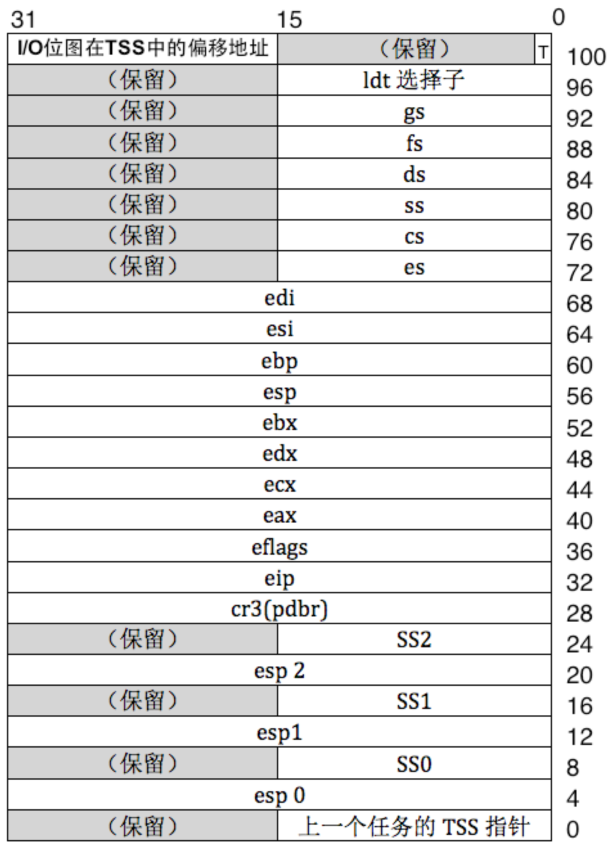 31 15 0
I/O位图在TSS中的偏移地址 （保留） T 100
（保留） ldt 选择子 96
（保留） gs 92
（保留） fs 88
（保留） ds 84
（保留） ss 80
（保留） cs 76
（保留） es 72
edi 68
esi 64
ebp 60
esp 56
ebx 52
edx 48
ecx 44
eax 40
eflags 36
eip 32
cr3(pdbr) 28
（保留） SS2 24
esp 2 20
（保留） SS1 16
esp1 12
（保留） SS0 8
esp 0 4
（保留） 上一个任务的 TSS 指针 0